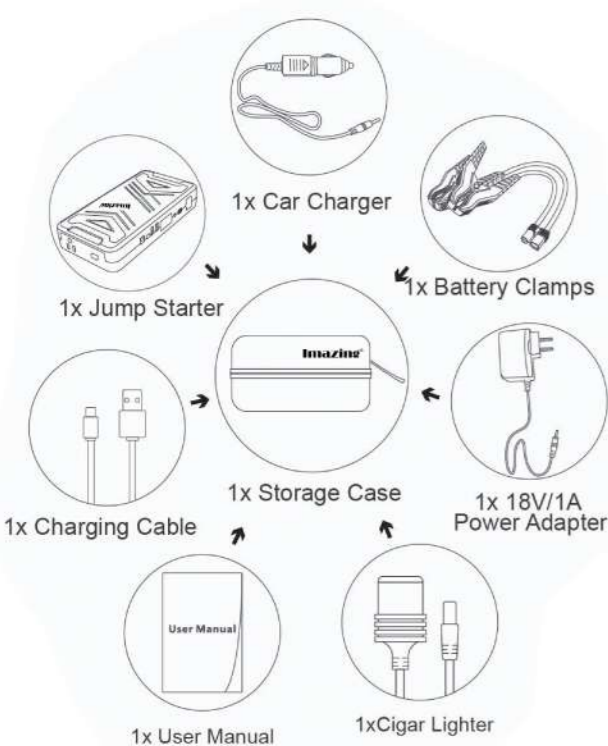 1x Car Charger
Imazing
1x Jump Starter
1x Battery Clamps
Imazing®
1x Storage Case
1x Charging Cable
1x 18V/1A
Power Adapter
User Manual
1x User Manual
1xCigar Lighter